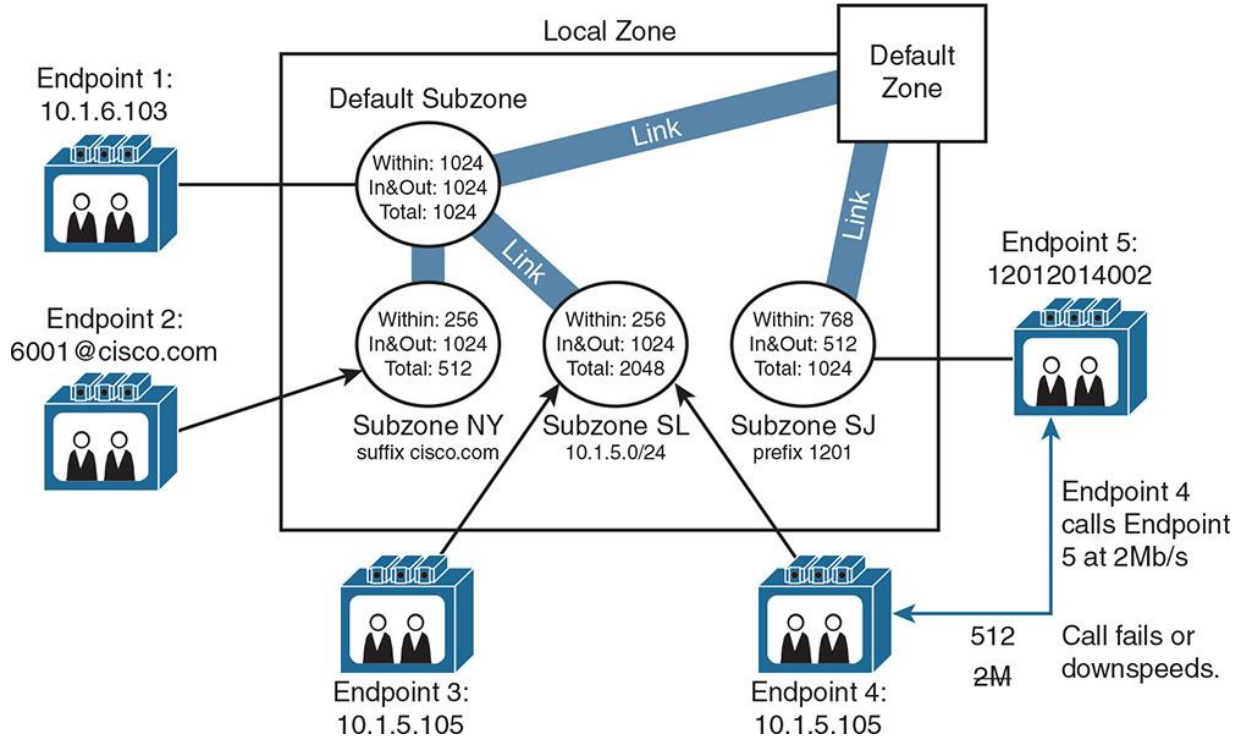 Local Zone
Default
Zone
Endpoint 1:
10.1.6.103
Default Subzone
Link
Within: 1024
In&Out: 1024
Total: 1024
Link
Link
Endpoint 5:
12012014002
Endpoint 2:
6001@cisco.com
Within: 256
In&Out: 1024
Total: 512
Within: 256
In&Out: 1024
Total: 2048
Within: 768
In&Out: 512
Total: 1024
Subzone NY
suffix cisco.com
Subzone SL
10.1.5.0/24
Subzone SJ
prefix 1201
Endpoint 4
calls Endpoint
5 at 2Mb/s
512
2M
Call fails or
downspeeds.
Endpoint 3:
10.1.5.105
Endpoint 4:
10.1.5.105